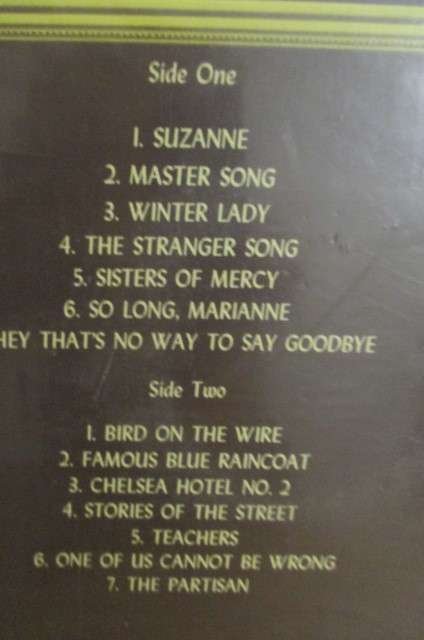 Side One
1. SUZANNE
2. MASTER SONG
3. WINTER LADY
4. THE STRANGER SONG
5. SISTERS OF MERCY
6. SO LONG, MARIANNE
HEY THAT'S NO WAY TO SAY GOODBYE
Side Two
1. BIRD ON THE WIRE
2. FAMOUS BLUE RAINCOAT
3. CHELSEA HOTEL NO. 2
4. STORIES OF THE STREET
5. TEACHERS
6. ONE OF US CANNOT BE WRONG
7. THE PARTISAN